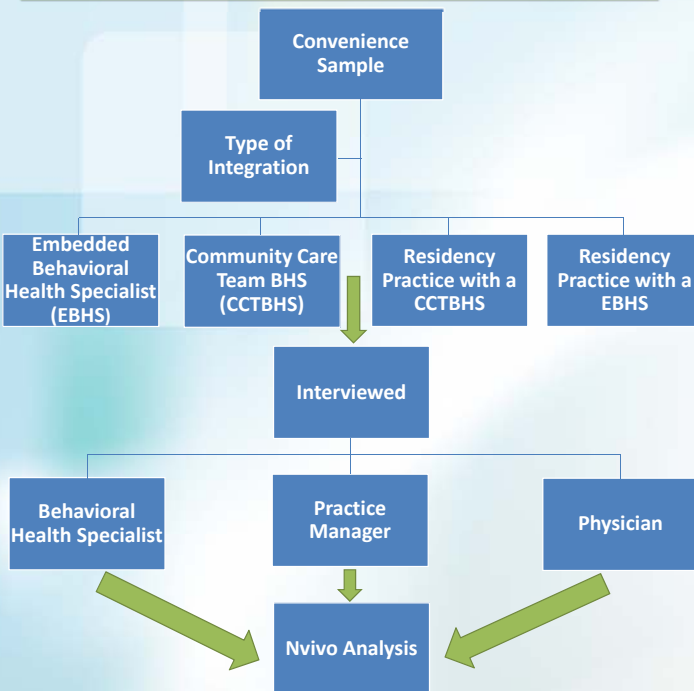 Convenience
Sample
Type of
Integration
Embedded
Behavioral
Health Specialist
(EBHS)
Community Care
Team BHS
(CCTBHS)
Residency
Practice with a
CCTBHS
Residency
Practice with a
EBHS
Interviewed
Behavioral
Health Specialist
Practice
Manager
Physician
Nvivo Analysis